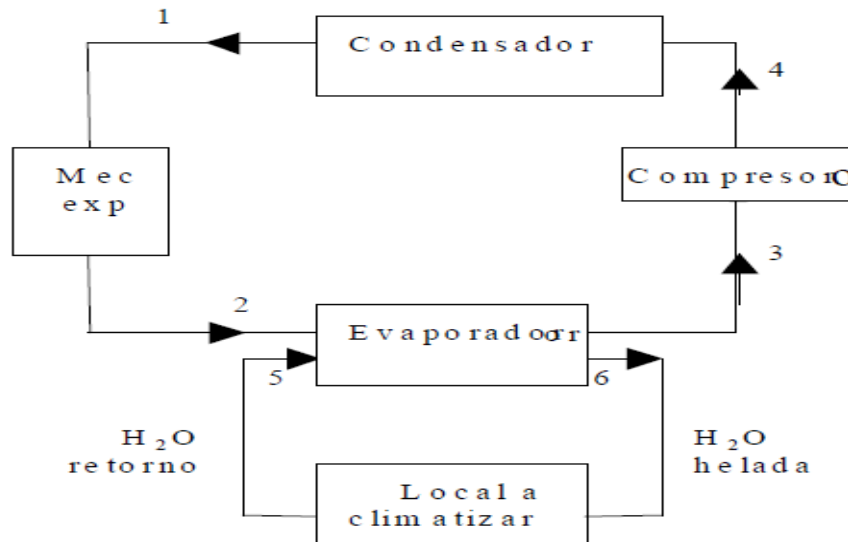 1
Condensador
4
Mec
exp
Compresor
3
2
Evaporador
5
6
H₂O
retorno
H₂O
helada
Local a
climatizar